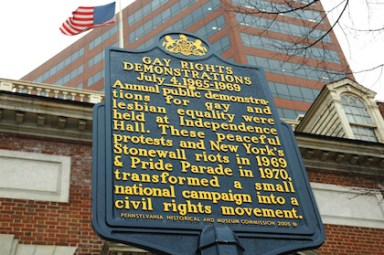 GAY RIGHTS
DEMONSTRATIONS
July 4, 1965-1969
Annual public demonstra-
tions for gay and
lesbian equality were
held at Independence
Hall. These peaceful
protests and New York's
Stonewall riots in 1969
& Pride Parade in 1970,
transformed a small
national campaign into a
civil rights movement.
PENNSYLVANIA HISTORICAL AND MUSEUM COMMISSION 2005